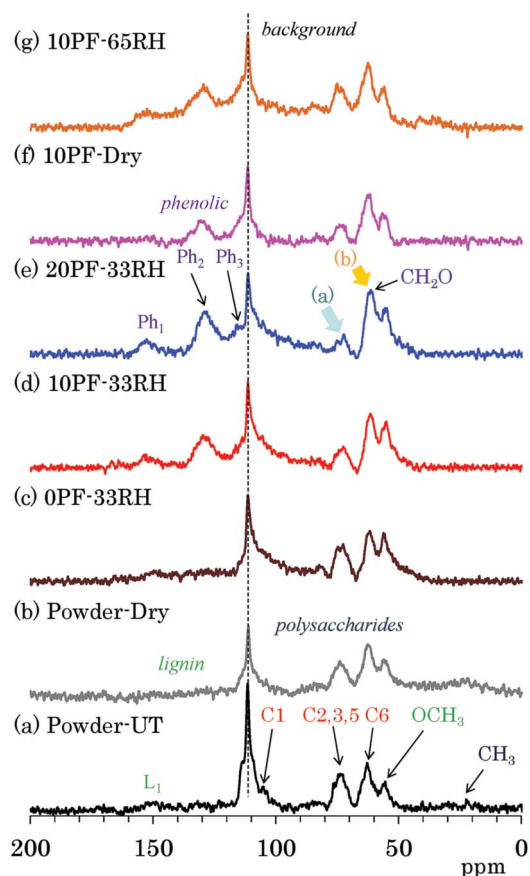 (g) 10PF-65RH
background
(f) 10PF-Dry
phenolic
(e) 20PF-33RH
Ph1
Ph2
Ph3
(a)
(b)
CH2O
(d) 10PF-33RH
(c) 0PF-33RH
(b) Powder-Dry
lignin
polysaccharides
(a) Powder-UT
L1
C1
C2,3,5
C6
OCH3
CH3
200 150 100 50 0
ppm